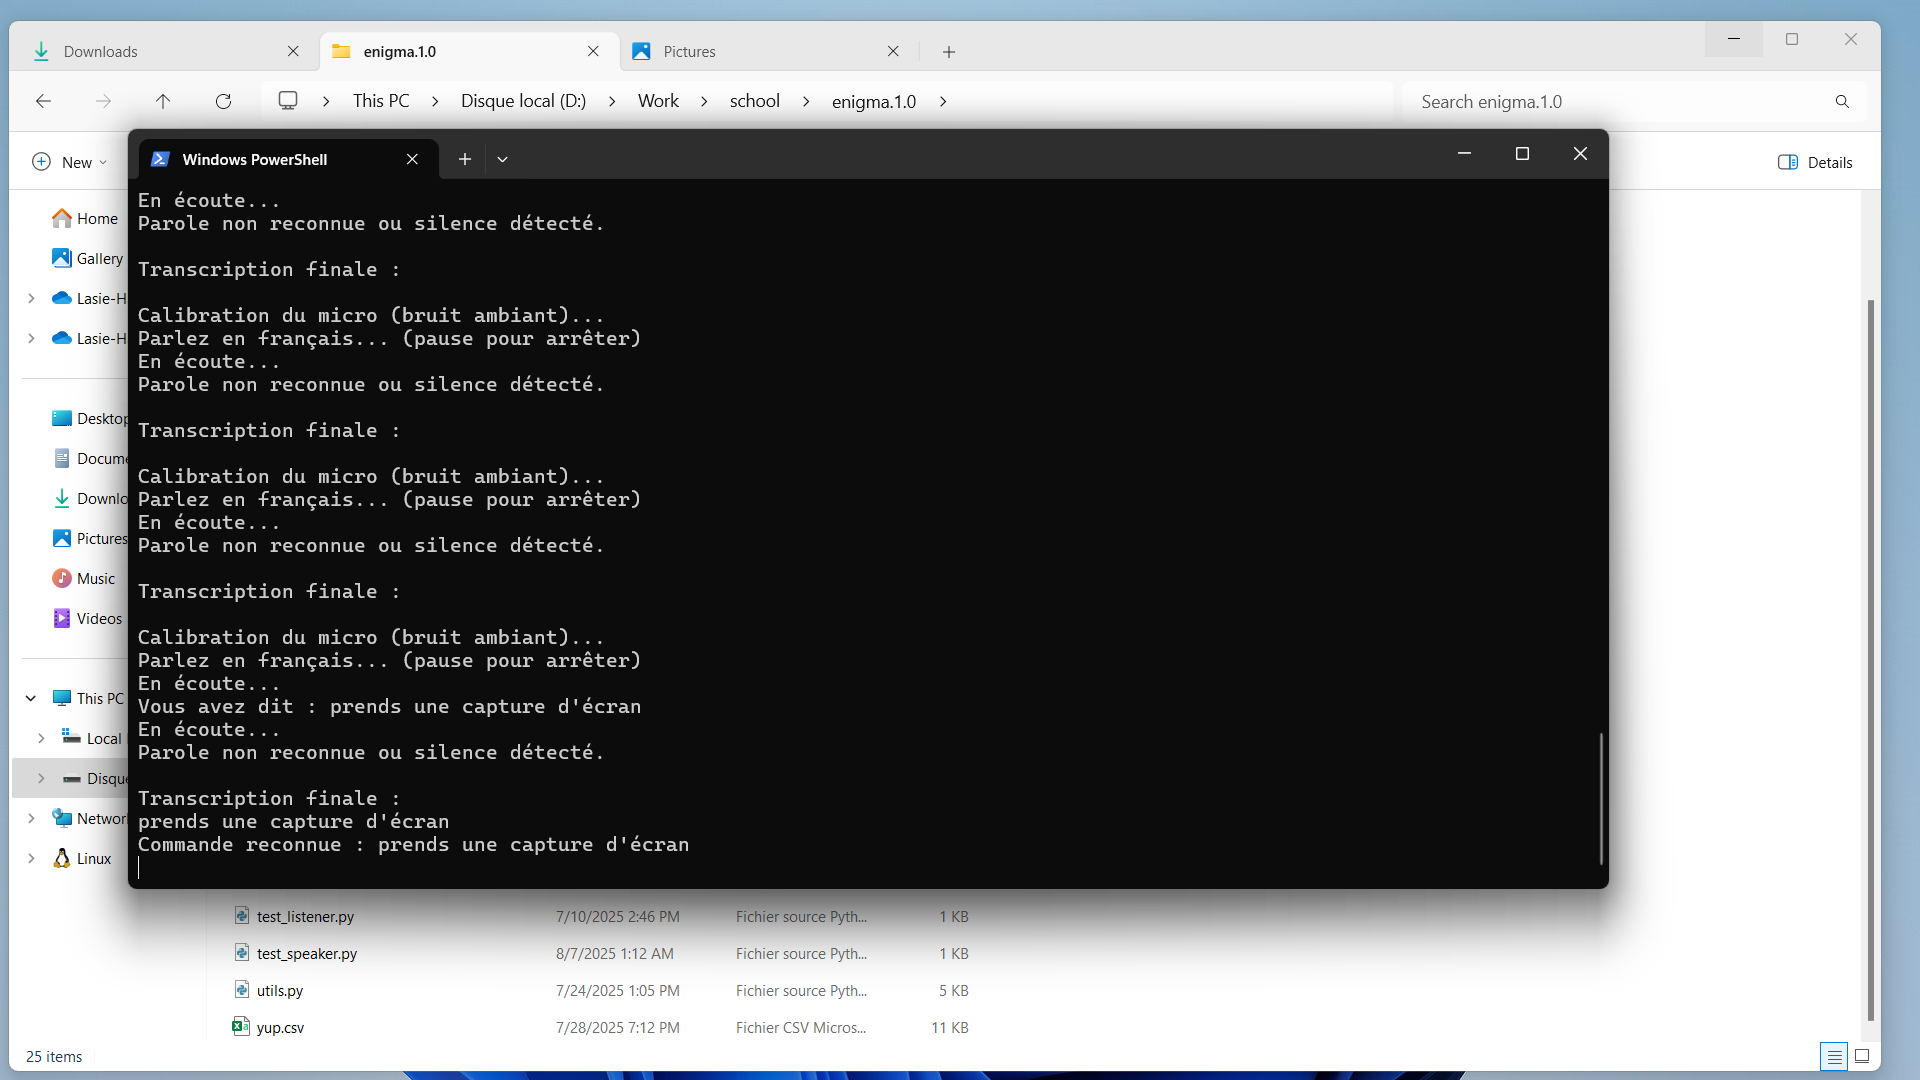 Downloads
enigma.1.0
Pictures
This PC
Disque local (D:)
Work
school
enigma.1.0
Search enigma.1.0
New
Details
Windows PowerShell
Home
Gallery
Lasie-H
Lasie-H
Desktop
Docume
Downlo
Pictures
Music
Videos
This PC
Local
Disque
Networ
Linux
En écoute...
Parole non reconnue ou silence détecté.
Transcription finale :
Calibration du micro (bruit ambiant)...
Parlez en français... (pause pour arrêter)
En écoute...
Parole non reconnue ou silence détecté.
Transcription finale :
Calibration du micro (bruit ambiant)...
Parlez en français... (pause pour arrêter)
En écoute...
Parole non reconnue ou silence détecté.
Transcription finale :
Calibration du micro (bruit ambiant)...
Parlez en français... (pause pour arrêter)
En écoute...
Vous avez dit : prends une capture d'écran
En écoute...
Parole non reconnue ou silence détecté.
Transcription finale :
prends une capture d'écran
Commande reconnue : prends une capture d'écran
test_listener.py 7/10/2025 2:46 PM Fichier source Pyth... 1 KB
test_speaker.py 8/7/2025 1:12 AM Fichier source Pyth... 1 KB
utils.py 7/24/2025 1:05 PM Fichier source Pyth... 5 KB
yup.csv 7/28/2025 7:12 PM Fichier CSV Micros... 11 KB
25 items